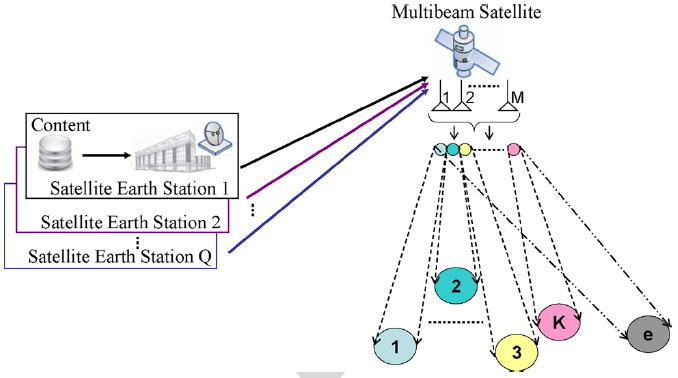 Multibeam Satellite
1 2 M
Content
Satellite Earth Station 1
Satellite Earth Station 2
Satellite Earth Station Q
2
K
e
1
3